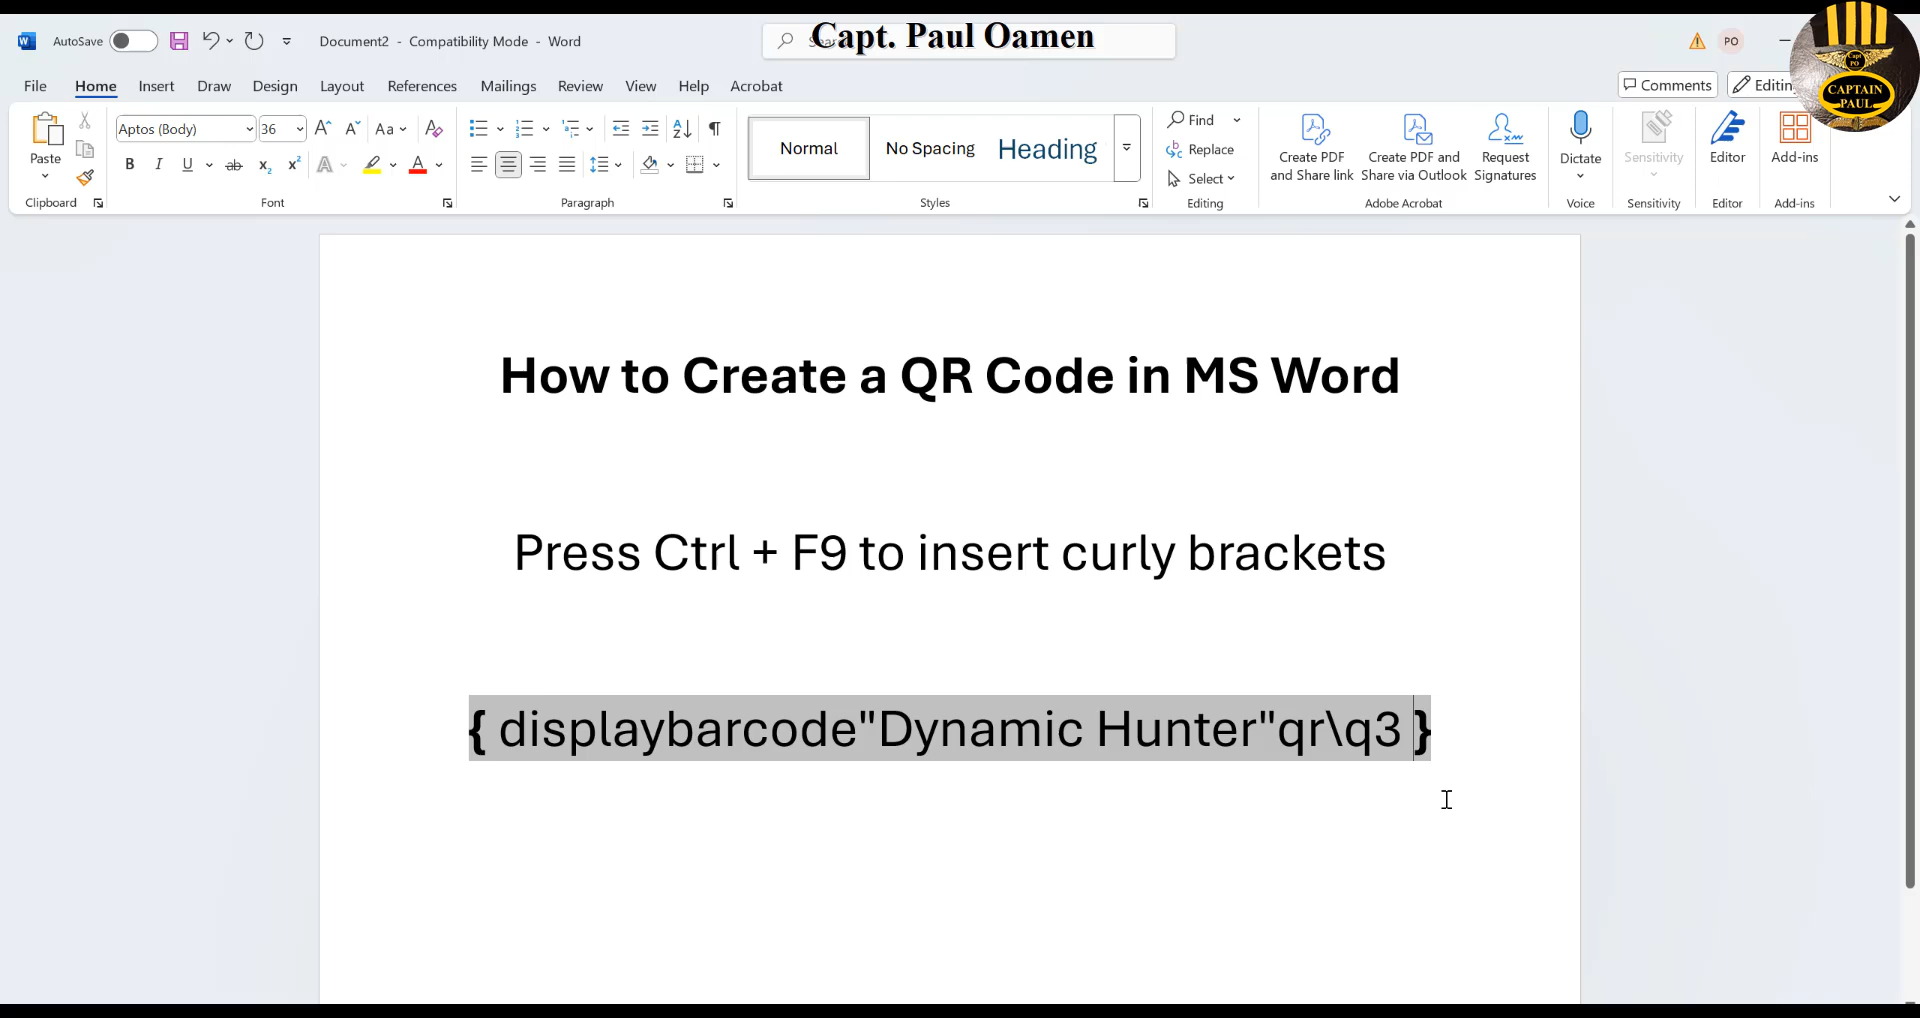 Capt. Paul Oamen
AutoSave
Document2 - Compatibility Mode - Word
PO
Capt
PO
CAPTAIN
PAUL
File Home Insert Draw Design Layout References Mailings Review View Help Acrobat
Comments
Editing
Paste
Clipboard
Aptos (Body) 36
Font
Paragraph
Normal
No Spacing
Heading
Styles
Find
Replace
Select
Editing
Create PDF
and Share link
Create PDF and
Share via Outlook
Request
Signatures
Adobe Acrobat
Dictate
Voice
Sensitivity
Sensitivity
Editor
Editor
Add-ins
Add-ins
How to Create a QR Code in MS Word
Press Ctrl + F9 to insert curly brackets
{ displaybarcode"Dynamic Hunter"qr\q3 }